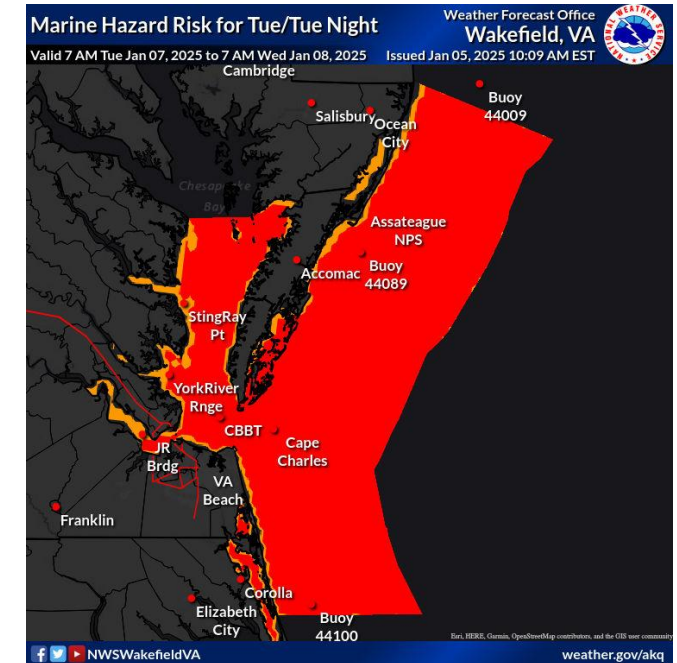 Marine Hazard Risk for Tue/Tue Night
Valid 7 AM Tue Jan 07, 2025 to 7 AM Wed Jan 08, 2025
Weather Forecast Office
Wakefield, VA
Issued Jan 05, 2025 10:09 AM EST
Cambridge
Buoy
44009
Salisbury
Ocean
City
Chesapeake
Bay
Assateague
NPS
Accomac
Buoy
44089
StingRay
Pt
YorkRiver
Rnge
CBBT
Cape
Charles
JR
Brdg
VA
Beach
Franklin
Corolla
Elizabeth
City
Buoy
44100
Esri, HERE, Garmin, OpenStreetMap contributors, and the GIS user community
NWSWakefieldVA
weather.gov/akq